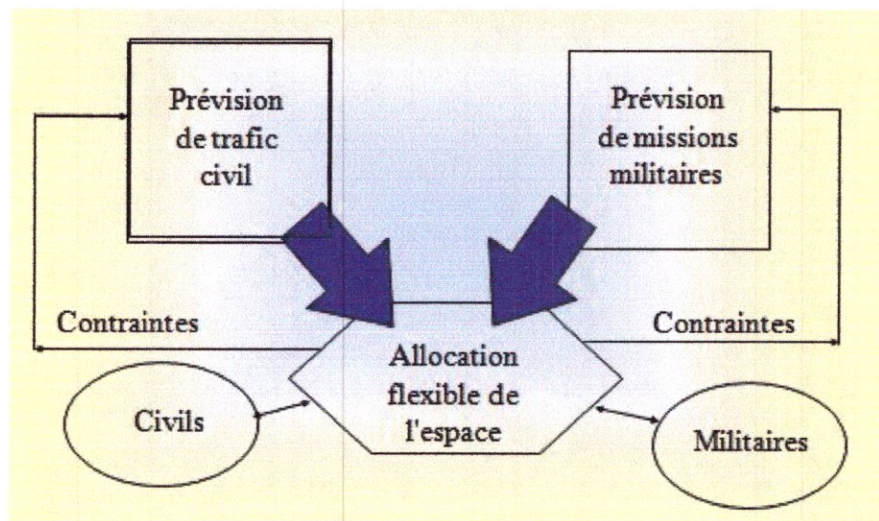 Prévision
de trafic
civil
Prévision
de missions
militaires
Contraintes
Contraintes
Allocation
flexible de
l'espace
Civils
Militaires